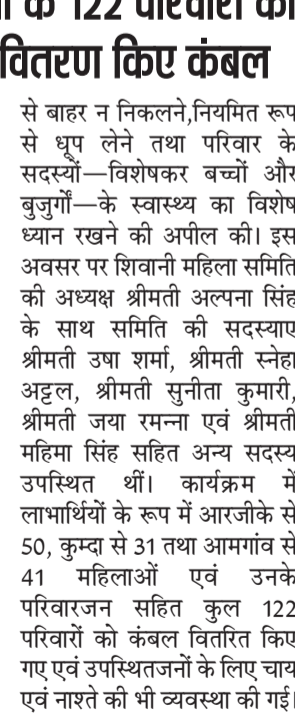 के 122 परिवारों को
वितरण किए कंबल
से बाहर न निकलने,नियमित रूप
से धूप लेने तथा परिवार के
सदस्यों—विशेषकर बच्चों और
बुजुर्गों—के स्वास्थ्य का विशेष
ध्यान रखने की अपील की। इस
अवसर पर शिवानी महिला समिति
की अध्यक्ष श्रीमती अल्पना सिंह
के साथ समिति की सदस्याए
श्रीमती उषा शर्मा, श्रीमती स्नेहा
अट्टल, श्रीमती सुनीता कुमारी,
श्रीमती जया रमन्ना एवं श्रीमती
महिमा सिंह सहित अन्य सदस्य
उपस्थित थीं। कार्यक्रम में
लाभार्थियों के रूप में आरजीके से
50, कुम्दा से 31 तथा आमगांव से
41 महिलाओं एवं उनके
परिवारजन सहित कुल 122
परिवारों को कंबल वितरित किए
गए एवं उपस्थितजनों के लिए चाय
एवं नाश्ते की भी व्यवस्था की गई।